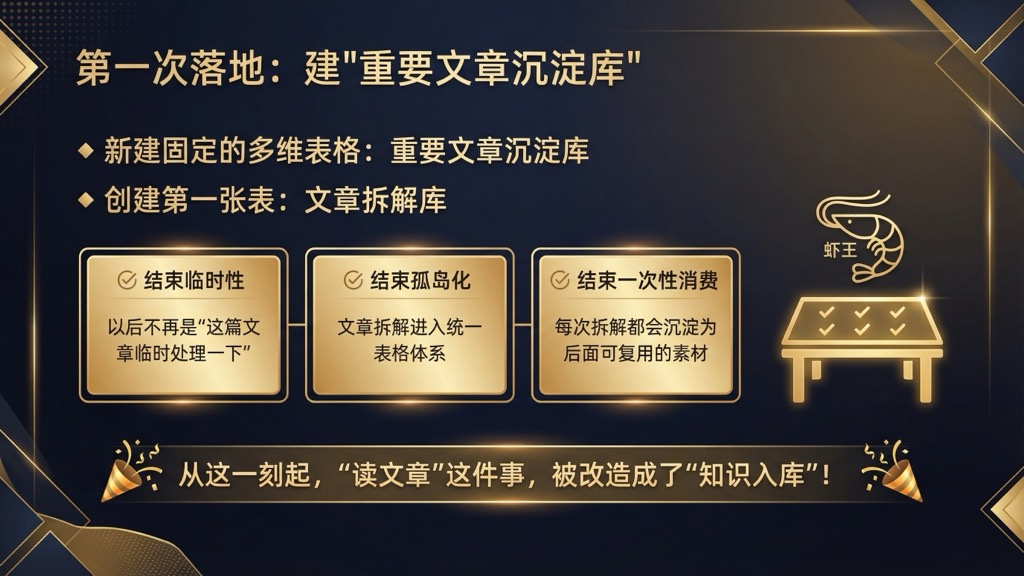 第一次落地：建"重要文章沉淀库"
新建固定的多维表格：重要文章沉淀库
创建第一张表：文章拆解库
结束临时性
以后不再是“这篇文
章临时处理一下”
结束孤岛化
文章拆解进入统一
表格体系
结束一次性消费
每次拆解都会沉淀为
后面可复用的素材
虾王
从这一刻起，“读文章”这件事，被改造成了“知识入库”！